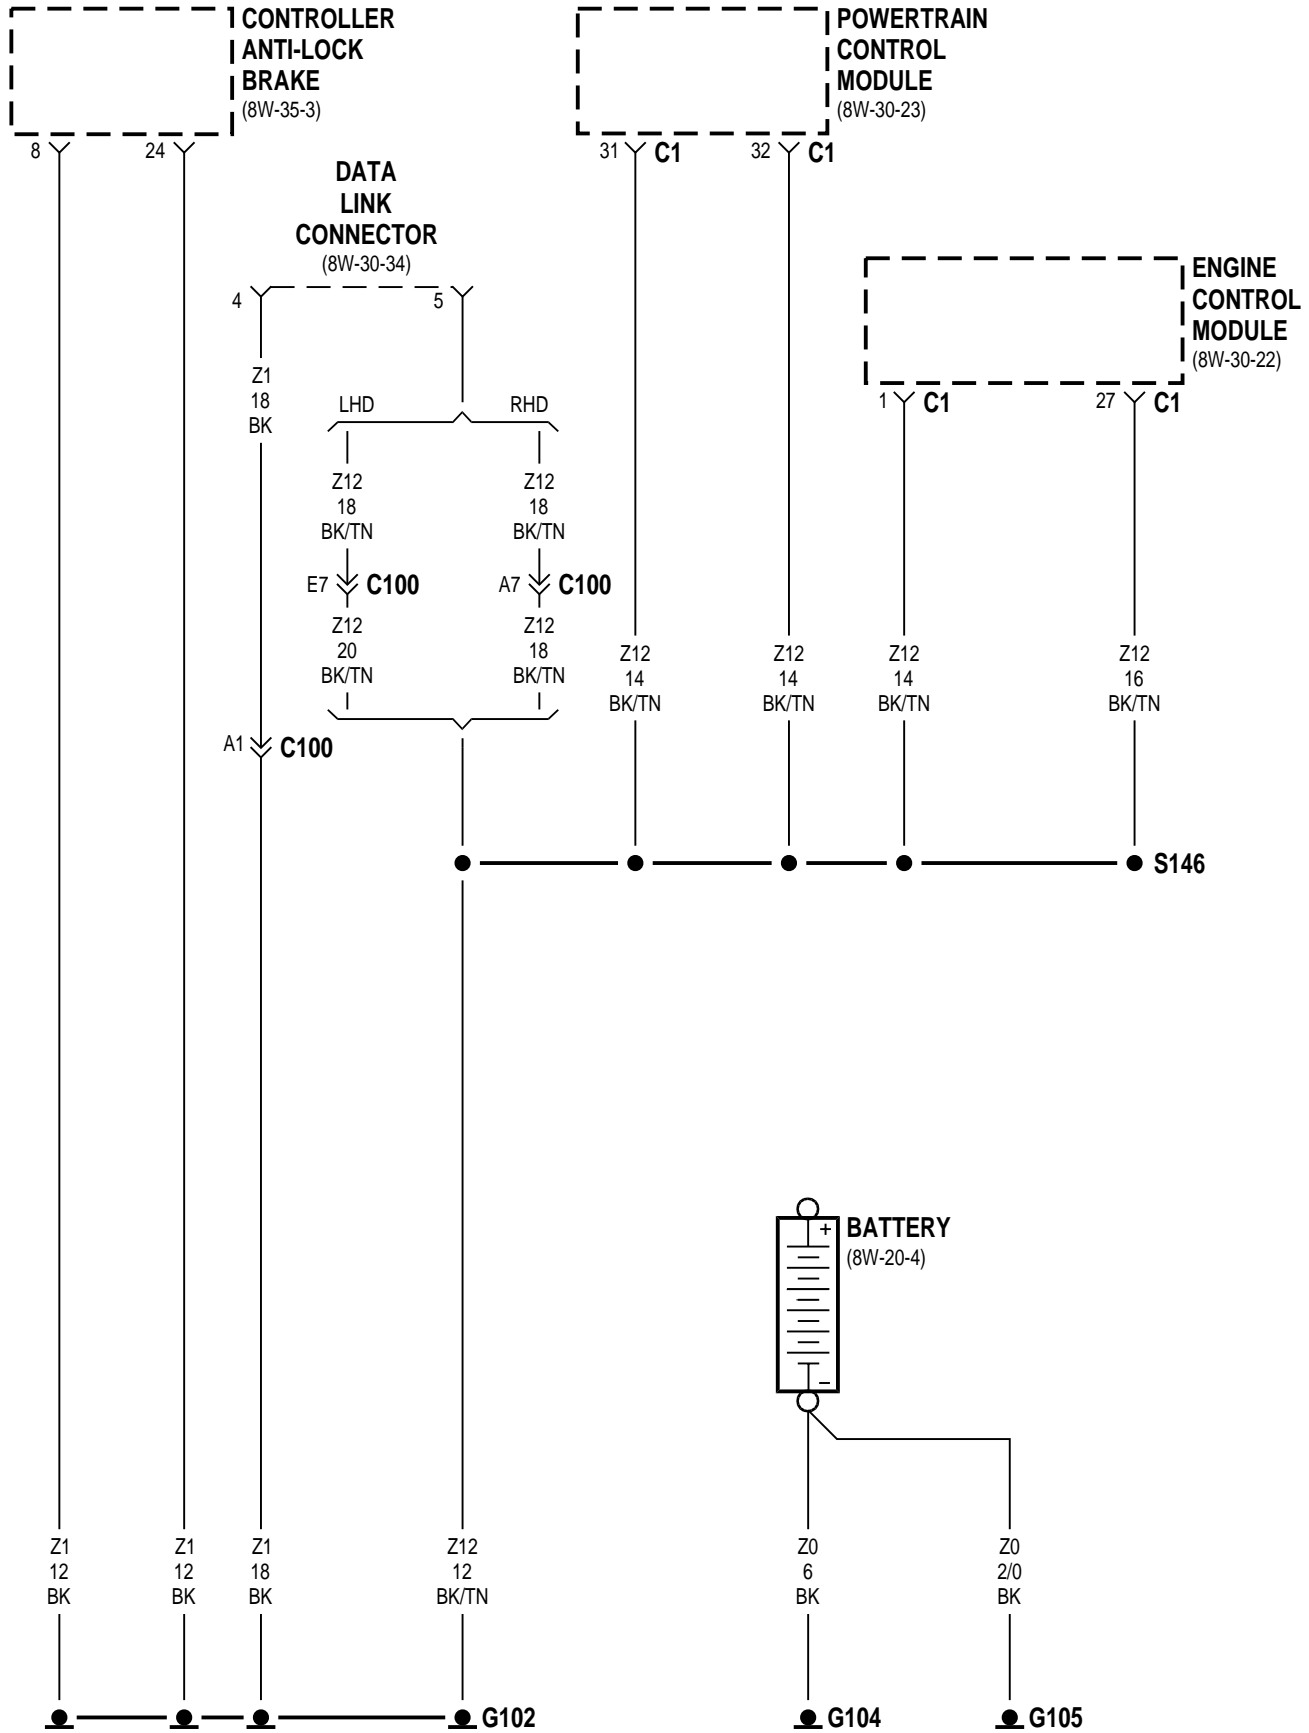 CONTROLLER
ANTI-LOCK
BRAKE
(8W-35-3)
POWERTRAIN
CONTROL
MODULE
(8W-30-23)
8
24
31 C1
32 C1
DATA
LINK
CONNECTOR
(8W-30-34)
4
5
ENGINE
CONTROL
MODULE
(8W-30-22)
1 C1
27 C1
Z1
18
BK
LHD
RHD
Z12
18
BK/TN
Z12
18
BK/TN
E7 C100
A7 C100
Z12
20
BK/TN
Z12
18
BK/TN
Z12
14
BK/TN
Z12
14
BK/TN
Z12
14
BK/TN
Z12
16
BK/TN
A1 C100
S146
+
BATTERY
(8W-20-4)
–
Z1
12
BK
Z1
12
BK
Z1
18
BK
Z12
12
BK/TN
Z0
6
BK
Z0
2/0
BK
G102
G104
G105